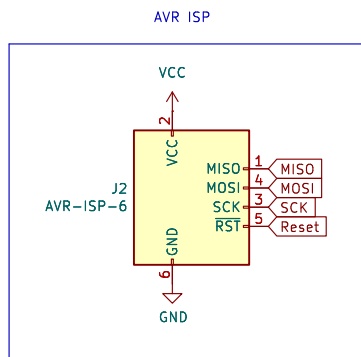 AVR ISP
VCC
2
VCC
MISO 1 MISO
J2 MOSI 4 MOSI
AVR-ISP-6 SCK 3 SCK
RST 5 Reset
GND
6
GND